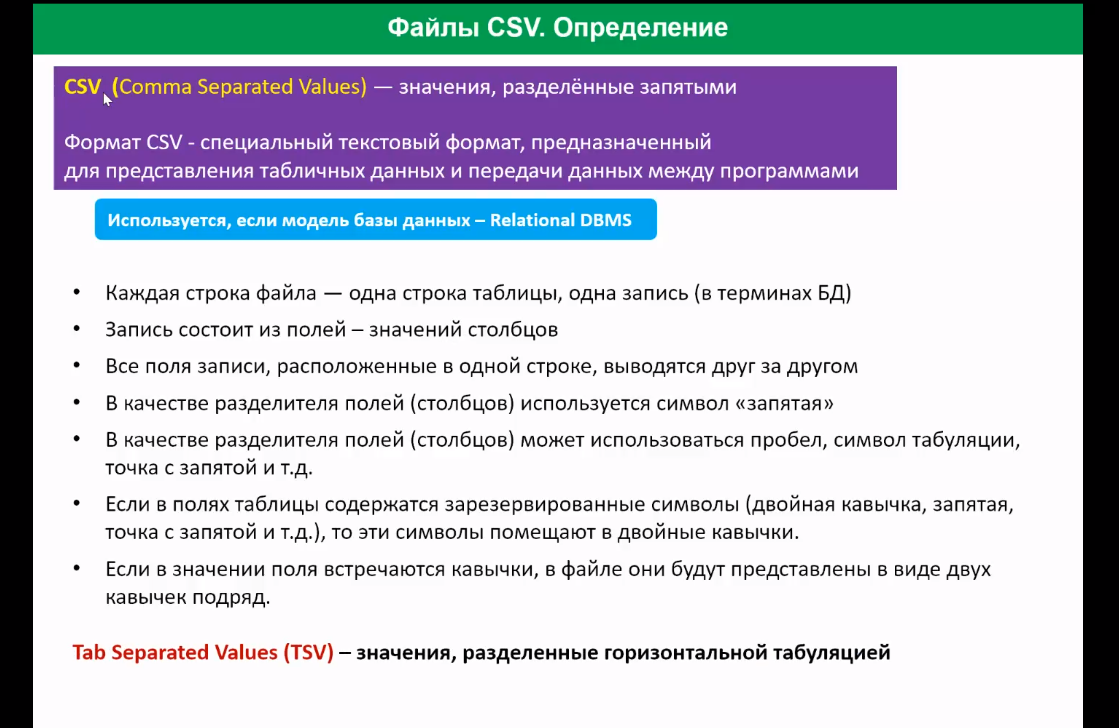 Файлы CSV. Определение
CSV (Comma Separated Values) — значения, разделённые запятыми
Формат CSV - специальный текстовый формат, предназначенный
для представления табличных данных и передачи данных между программами
Используется, если модель базы данных – Relational DBMS
• Каждая строка файла — одна строка таблицы, одна запись (в терминах БД)
• Запись состоит из полей – значений столбцов
• Все поля записи, расположенные в одной строке, выводятся друг за другом
• В качестве разделителя полей (столбцов) используется символ «запятая»
• В качестве разделителя полей (столбцов) может использоваться пробел, символ табуляции,
точка с запятой и т.д.
• Если в полях таблицы содержатся зарезервированные символы (двойная кавычка, запятая,
точка с запятой и т.д.), то эти символы помещают в двойные кавычки.
• Если в значении поля встречаются кавычки, в файле они будут представлены в виде двух
кавычек подряд.
Tab Separated Values (TSV) – значения, разделенные горизонтальной табуляцией